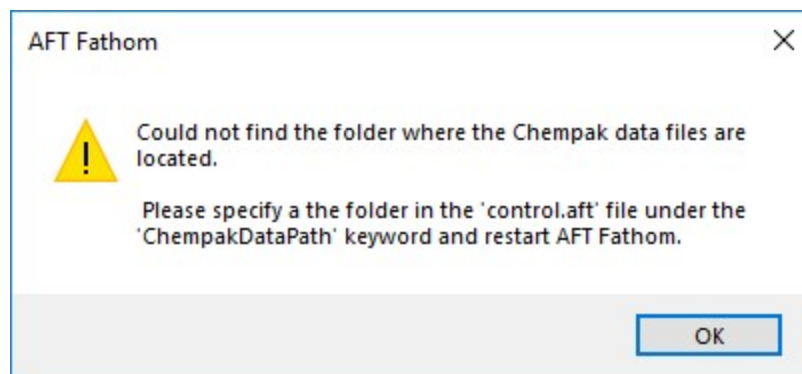 AFT Fathom
Could not find the folder where the Chempak data files are
located.
Please specify a the folder in the 'control.aft' file under the
'ChempakDataPath' keyword and restart AFT Fathom.
OK